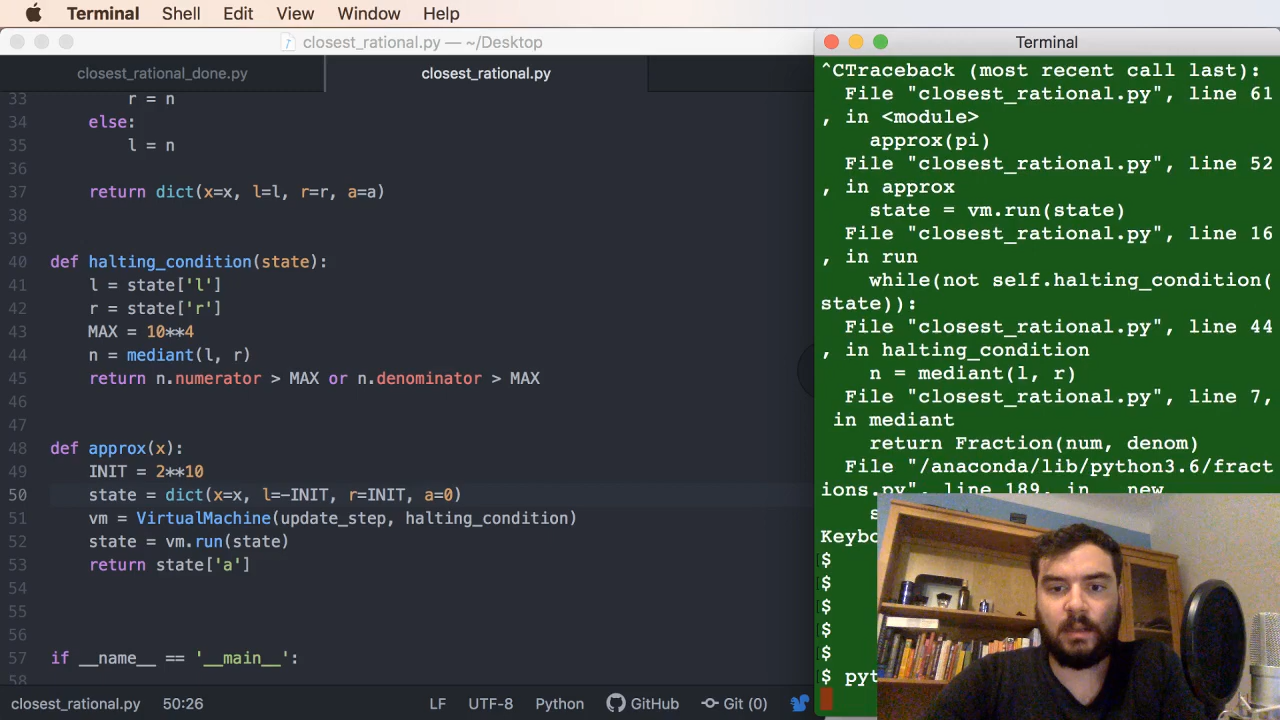 Terminal Shell Edit View Window Help
closest_rational.py — ~/Desktop
closest_rational_done.py
closest_rational.py
33 r = n
34 else:
35 l = n
36
37 return dict(x=x, l=l, r=r, a=a)
38
39
40 def halting_condition(state):
41 l = state['l']
42 r = state['r']
43 MAX = 10**4
44 n = mediant(l, r)
45 return n.numerator > MAX or n.denominator > MAX
46
47
48 def approx(x):
49 INIT = 2**10
50 state = dict(x=x, l=-INIT, r=INIT, a=0)
51 vm = VirtualMachine(update_step, halting_condition)
52 state = vm.run(state)
53 return state['a']
54
55
56
57 if __name__ == '__main__':
closest_rational.py 50:26 LF UTF-8 Python GitHub Git (0)
Terminal
^CTraceback (most recent call last):
File "closest_rational.py", line 61
, in <module>
approx(pi)
File "closest_rational.py", line 52
, in approx
state = vm.run(state)
File "closest_rational.py", line 16
, in run
while(not self.halting_condition(
state)):
File "closest_rational.py", line 44
, in halting_condition
n = mediant(l, r)
File "closest_rational.py", line 7,
in mediant
return Fraction(num, denom)
File "/anaconda/lib/python3.6/fract
ions.py", line 189, in __new__
Keybo
$
$
$
$
$
$ pyt